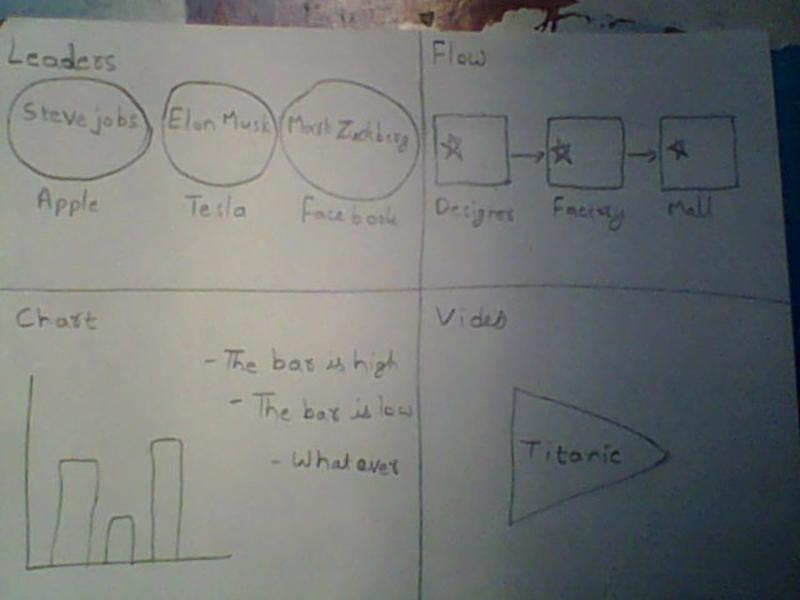 Leaders
Steve jobs
Elon Musk
Mark Zuckberg
Apple
Tesla
Facebook
Flow
Designer
Factory
Mall
Chart
- The bar is high
- The bar is low
- Whatever
Video
Titanic